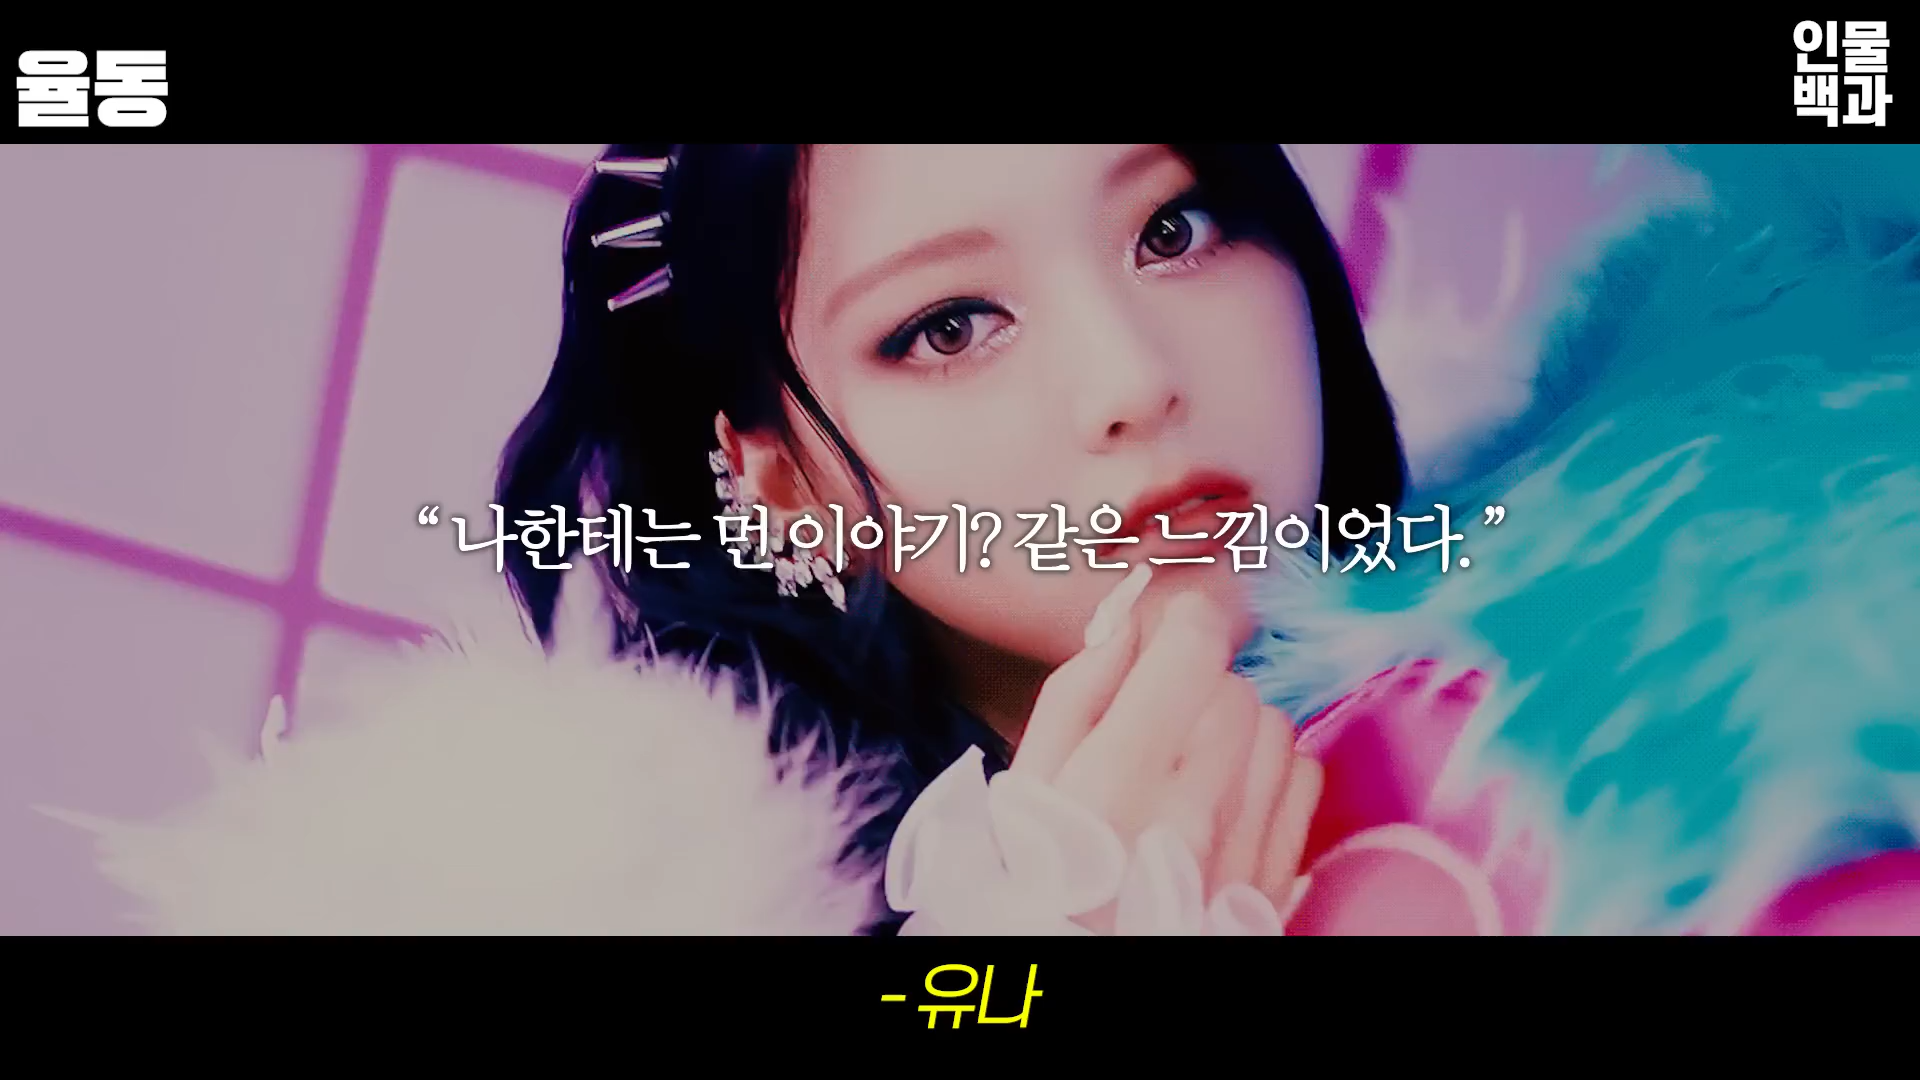 율동
인물
백과
“ 나한테는 먼 이야기? 같은 느낌이었다. ”
- 유나